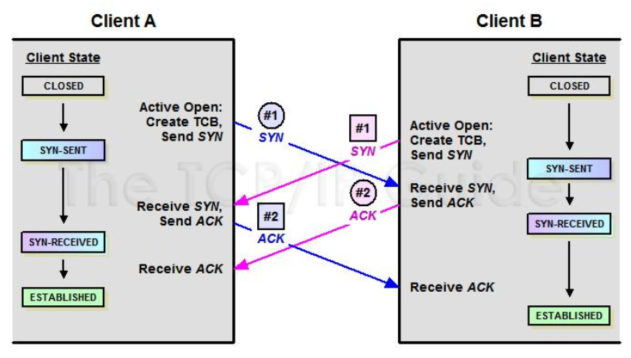 Client A
Client B
Client State
CLOSED
SYN-SENT
SYN-RECEIVED
ESTABLISHED
Active Open:
Create TCB,
Send SYN
Receive SYN,
Send ACK
Receive ACK
#1
SYN
#2
ACK
#1
SYN
#2
ACK
Active Open:
Create TCB,
Send SYN
Receive SYN,
Send ACK
Receive ACK
Client State
CLOSED
SYN-SENT
SYN-RECEIVED
ESTABLISHED
The TCP/IP Guide